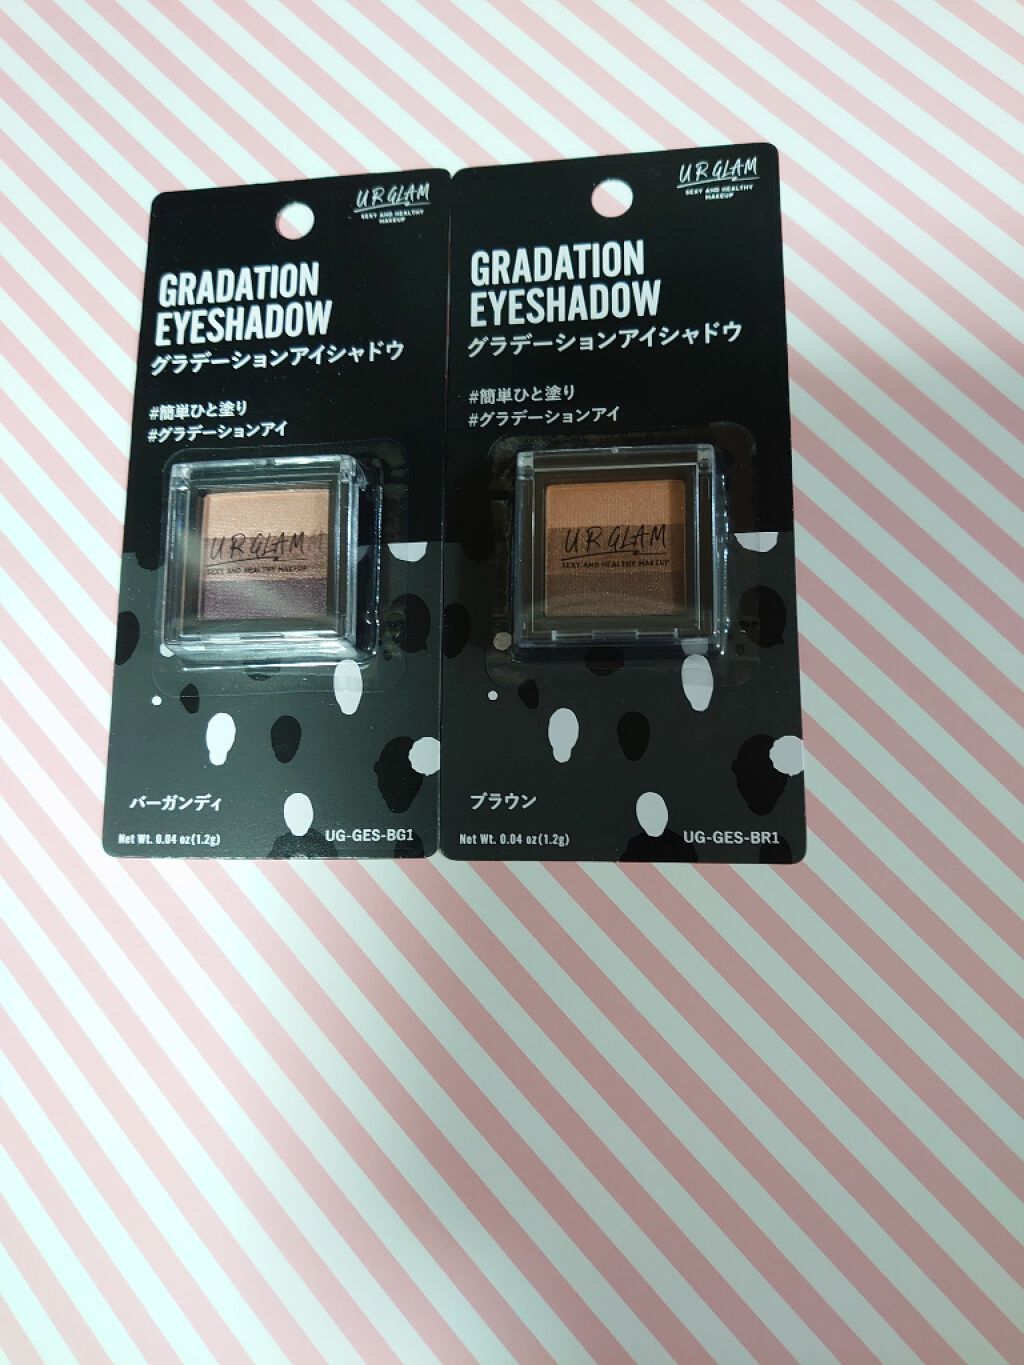 UR GLAM
SEXY AND HEALTHY
MAKEUP
GRADATION
EYESHADOW
グラデーションアイシャドウ
#簡単ひと塗り
#グラデーションアイ
UR GLAM
SEXY AND HEALTHY MAKEUP
バーガンディ
Net Wt. 0.04 oz(1.2g)
UG-GES-BG1
UR GLAM
SEXY AND HEALTHY
MAKEUP
GRADATION
EYESHADOW
グラデーションアイシャドウ
#簡単ひと塗り
#グラデーションアイ
UR GLAM
SEXY AND HEALTHY MAKEUP
ブラウン
Net Wt. 0.04 oz(1.2g)
UG-GES-BR1